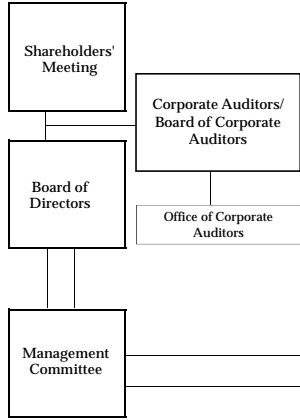 Shareholders'
Meeting
Corporate Auditors/
Board of Corporate
Auditors
Board of
Directors
Office of Corporate
Auditors
Management
Committee